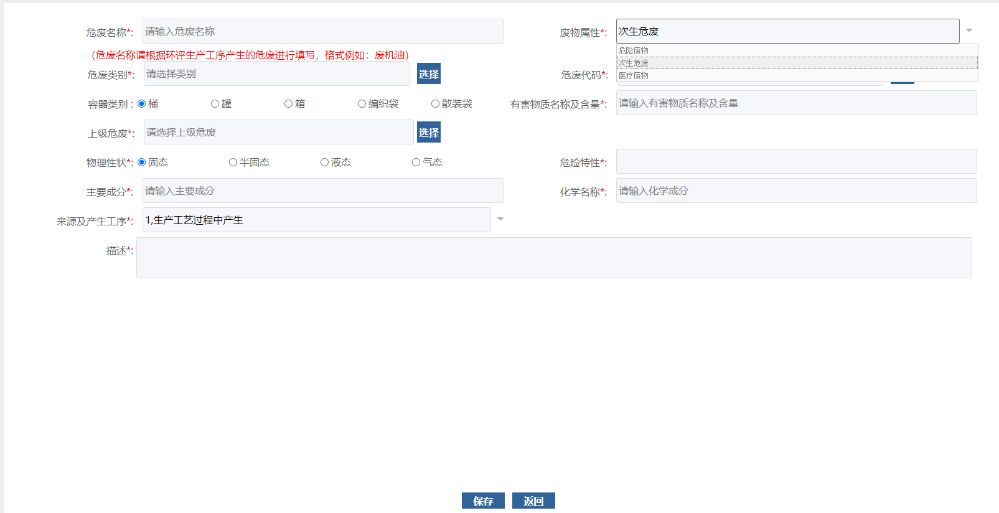 危废名称*: 请输入危废名称 废物属性*: 次生危废
危险废物
次生危废
医疗废物
（危废名称请根据环评生产工序产生的危废进行填写，格式例如：废机油）
危废类别*: 请选择类别 选择 危废代码*:
容器类别 : 桶 罐 箱 编织袋 散装袋 有害物质名称及含量*: 请输入有害物质名称及含量
上级危废*: 请选择上级危废 选择
物理性状*: 固态 半固态 液态 气态 危险特性*:
主要成分*: 请输入主要成分 化学名称*: 请输入化学成分
来源及产生工序*: 1,生产工艺过程中产生
描述*:
保存 返回